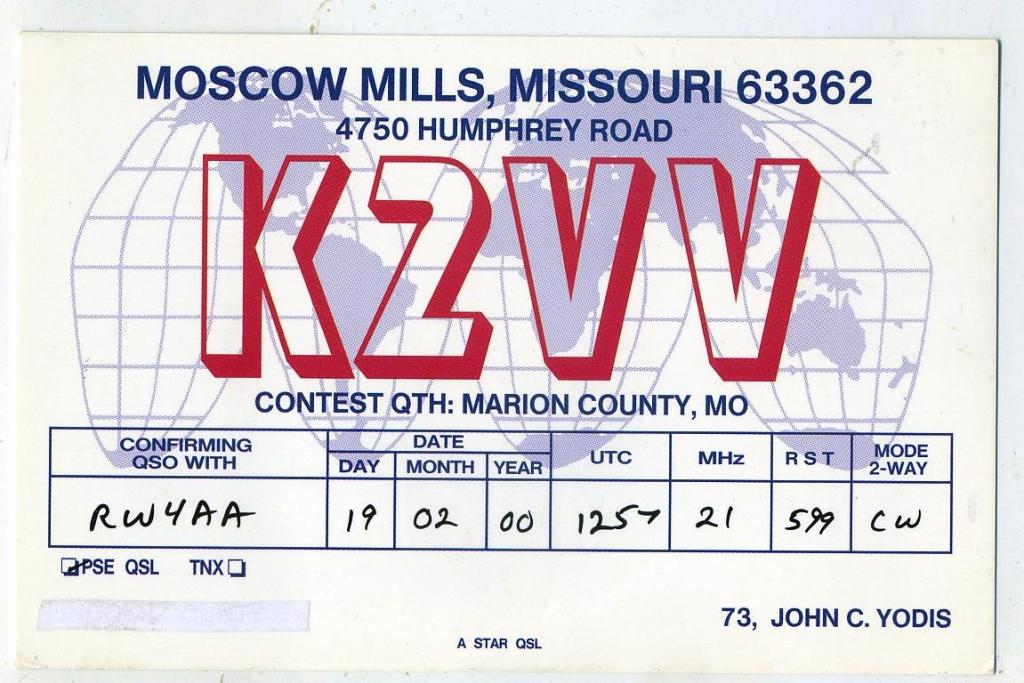 MOSCOW MILLS, MISSOURI 63362
4750 HUMPHREY ROAD
K2VV
CONTEST QTH: MARION COUNTY, MO
CONFIRMING QSO WITH DATE DAY MONTH YEAR UTC MHz RST MODE 2-WAY
RW4AA 19 02 00 1257 21 599 CW
PSE QSL TNX
73, JOHN C. YODIS
A STAR QSL